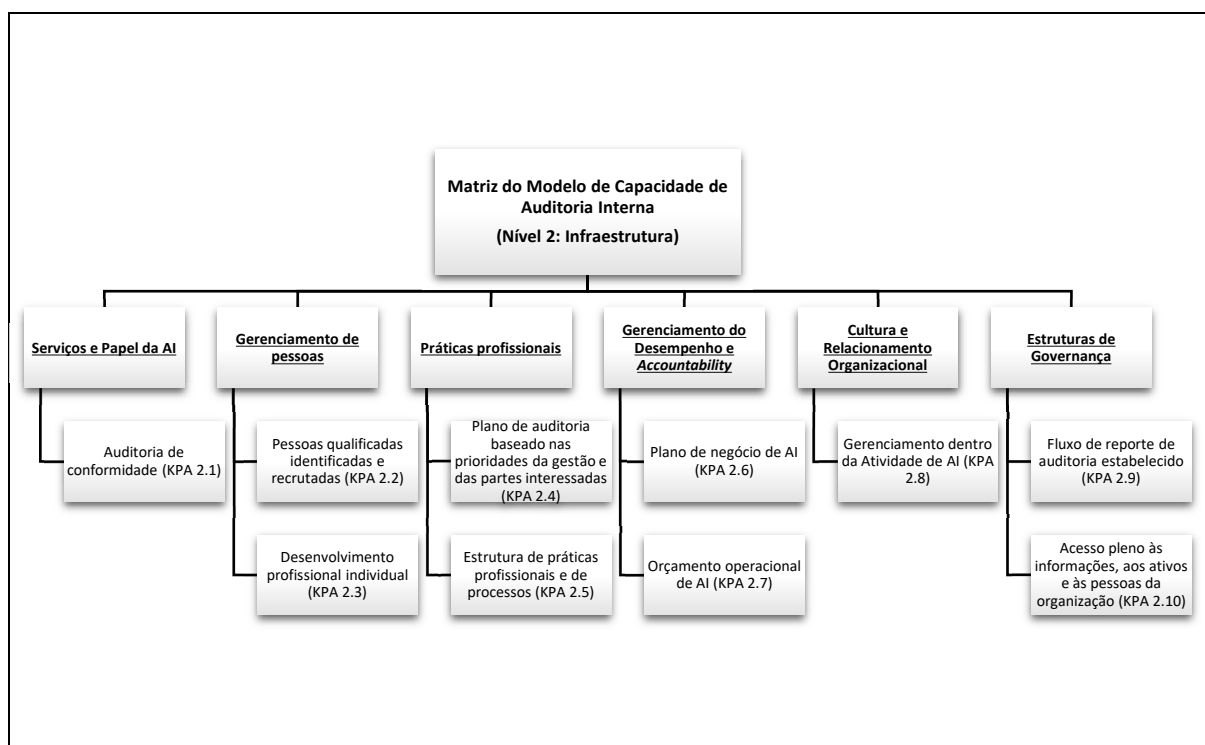 Matriz do Modelo de Capacidade de
Auditoria Interna
(Nível 2: Infraestrutura)
Serviços e Papel da AI
Gerenciamento de
pessoas
Práticas profissionais
Gerenciamento do
Desempenho e
Accountability
Cultura e
Relacionamento
Organizacional
Estruturas de
Governança
Auditoria de
conformidade (KPA 2.1)
Pessoas qualificadas
identificadas e
recrutadas (KPA 2.2)
Plano de auditoria
baseado nas
prioridades da gestão e
das partes interessadas
(KPA 2.4)
Plano de negócio de AI
(KPA 2.6)
Gerenciamento dentro
da Atividade de AI (KPA
2.8)
Fluxo de reporte de
auditoria estabelecido
(KPA 2.9)
Desenvolvimento
profissional individual
(KPA 2.3)
Estrutura de práticas
profissionais e de
processos (KPA 2.5)
Orçamento operacional
de AI (KPA 2.7)
Acesso pleno às
informações, aos ativos
e às pessoas da
organização (KPA 2.10)